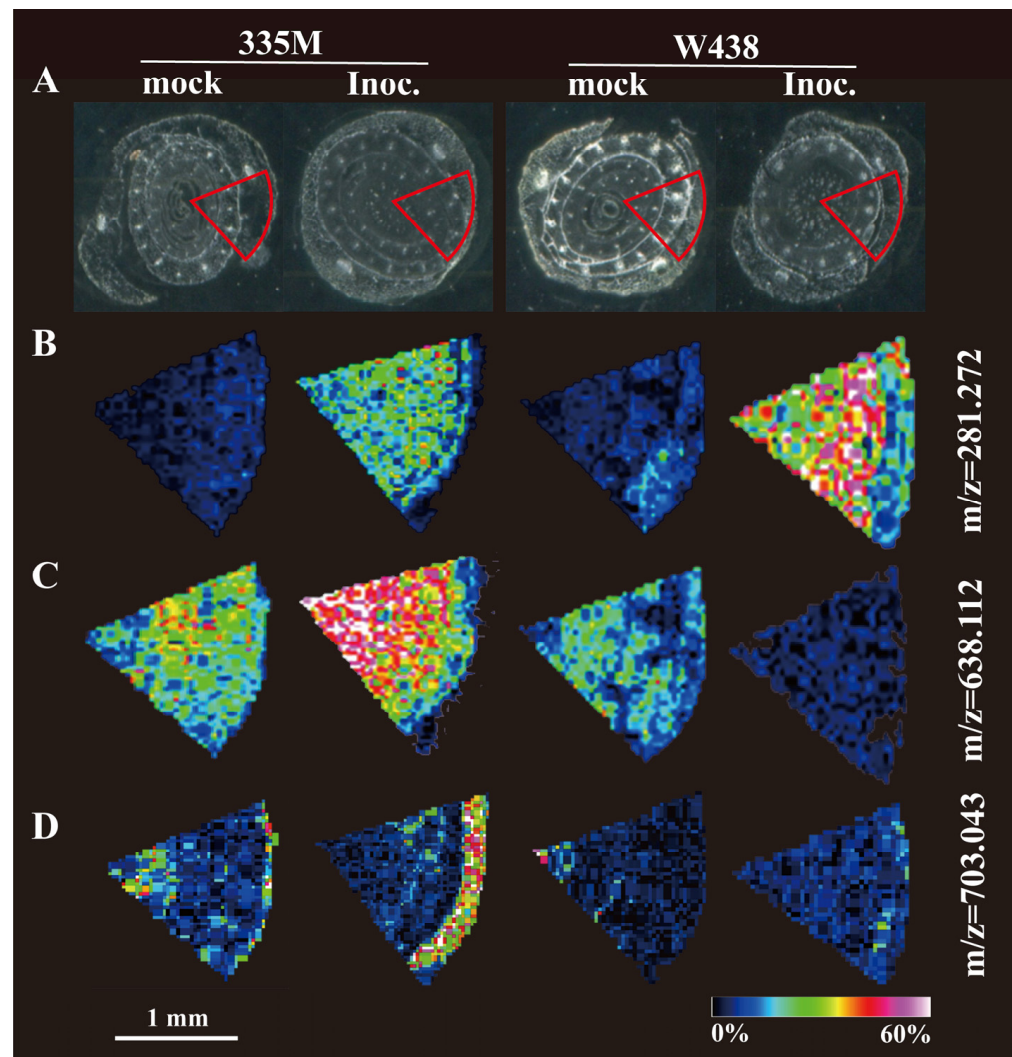 335M
W438
A
mock
Inoc.
mock
Inoc.
B
m/z=281.272
C
m/z=638.112
D
m/z=703.043
1 mm
0%
60%